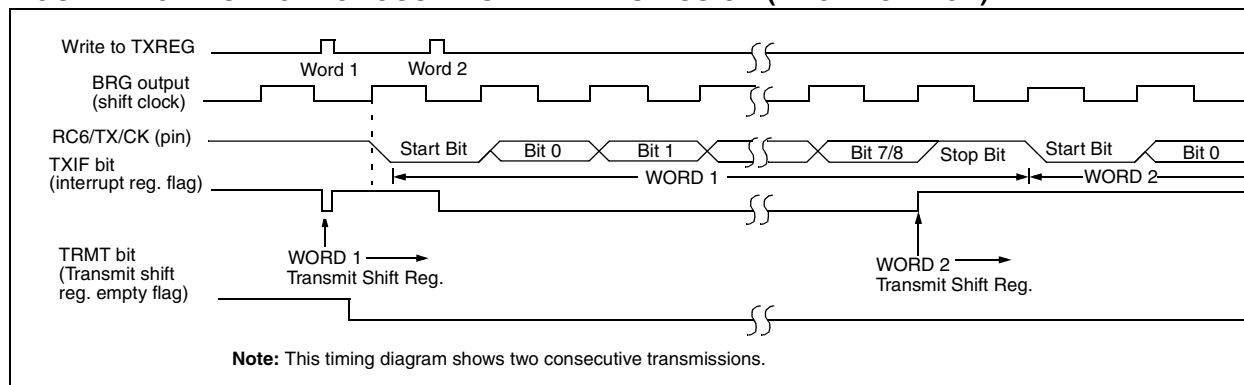 Write to TXREG
Word 1
Word 2
BRG output
(shift clock)
RC6/TX/CK (pin)
Start Bit
Bit 0
Bit 1
Bit 7/8
Stop Bit
Start Bit
Bit 0
TXIF bit
(interrupt reg. flag)
WORD 1
WORD 2
TRMT bit
(Transmit shift
reg. empty flag)
WORD 1
Transmit Shift Reg.
WORD 2
Transmit Shift Reg.
Note: This timing diagram shows two consecutive transmissions.